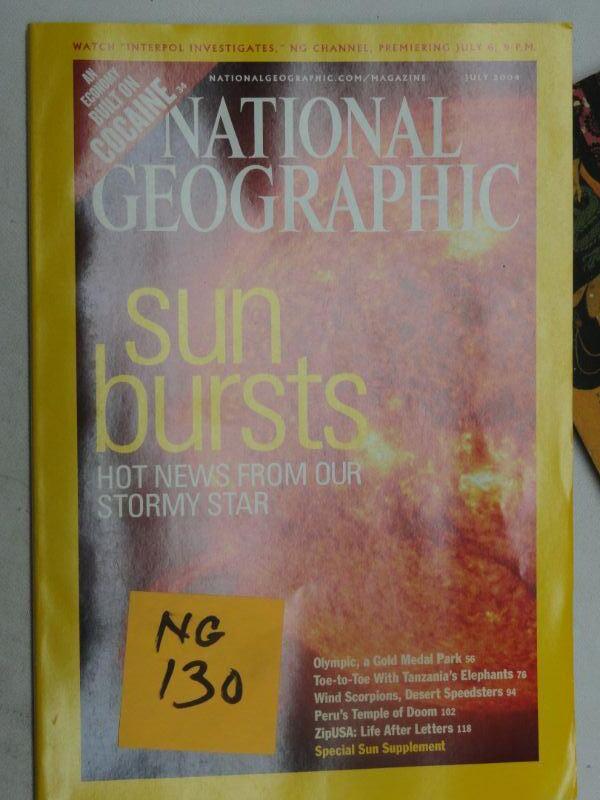 WATCH "INTERPOL INVESTIGATES," NG CHANNEL, PREMIERING JULY 6, 9 P.M.
NATIONALGEOGRAPHIC.COM/MAGAZINE JULY 2004
AN
ECONOMY
BUILT ON
COCAINE 34
NATIONAL
GEOGRAPHIC
sun
bursts
HOT NEWS FROM OUR
STORMY STAR
NG
130
Olympic, a Gold Medal Park 56
Toe-to-Toe With Tanzania's Elephants 76
Wind Scorpions, Desert Speedsters 94
Peru's Temple of Doom 102
ZipUSA: Life After Letters 118
Special Sun Supplement